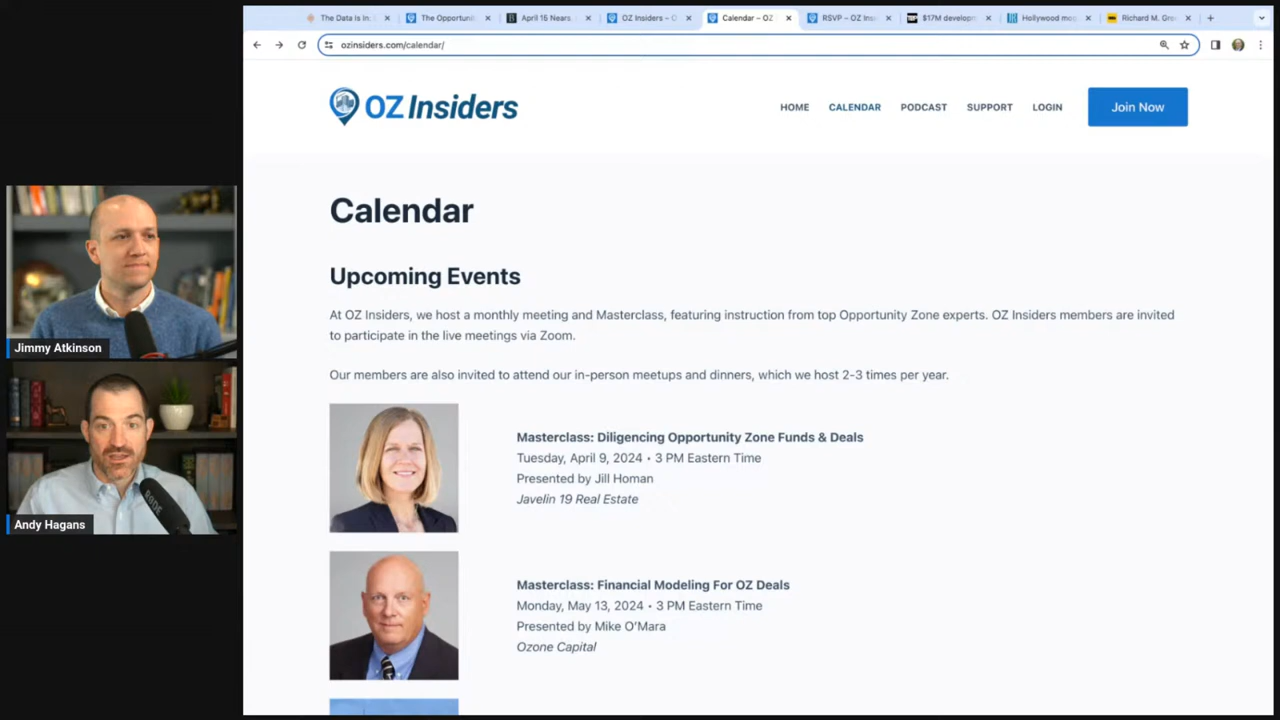 The Data is In:
The Opportun
April 15 Nears
OZ Insiders – O
Calendar – OZ
RSVP – OZ Insi
$17M develop
Hollywood mo
Richard M. Gro
ozinsiders.com/calendar/
OZ Insiders
HOME
CALENDAR
PODCAST
SUPPORT
LOGIN
Join Now
Calendar
Upcoming Events
At OZ Insiders, we host a monthly meeting and Masterclass, featuring instruction from top Opportunity Zone experts. OZ Insiders members are invited
to participate in the live meetings via Zoom.
Our members are also invited to attend our in-person meetups and dinners, which we host 2-3 times per year.
Masterclass: Diligencing Opportunity Zone Funds & Deals
Tuesday, April 9, 2024 • 3 PM Eastern Time
Presented by Jill Homan
Javelin 19 Real Estate
Masterclass: Financial Modeling For OZ Deals
Monday, May 13, 2024 • 3 PM Eastern Time
Presented by Mike O’Mara
Ozone Capital
Jimmy Atkinson
Andy Hagans
RODE